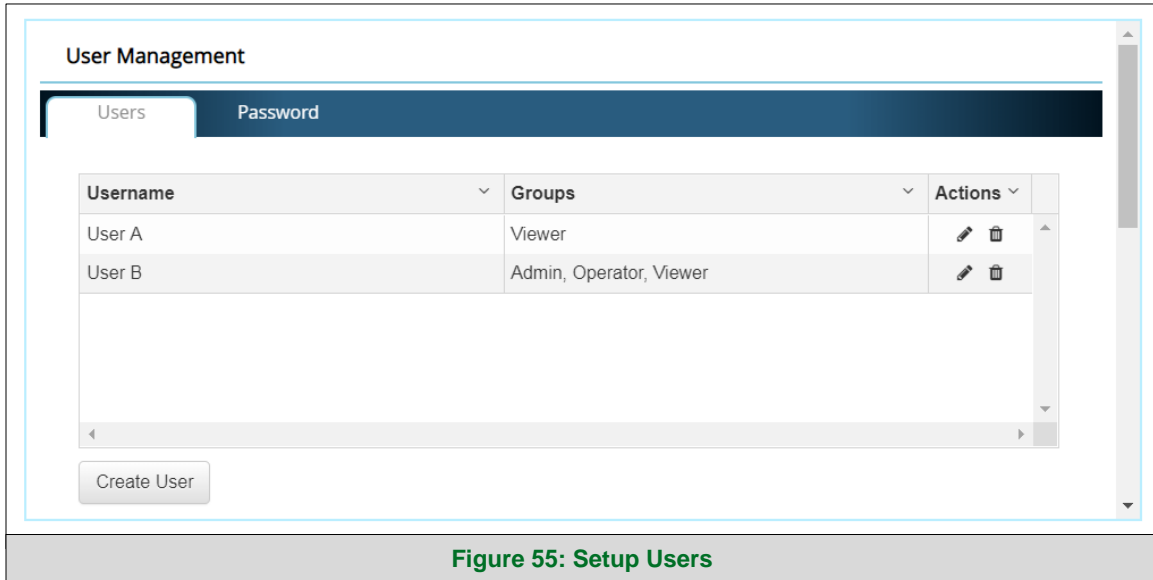 User Management
Users Password
Username Groups Actions
User A Viewer
User B Admin, Operator, Viewer
Create User
Figure 55: Setup Users